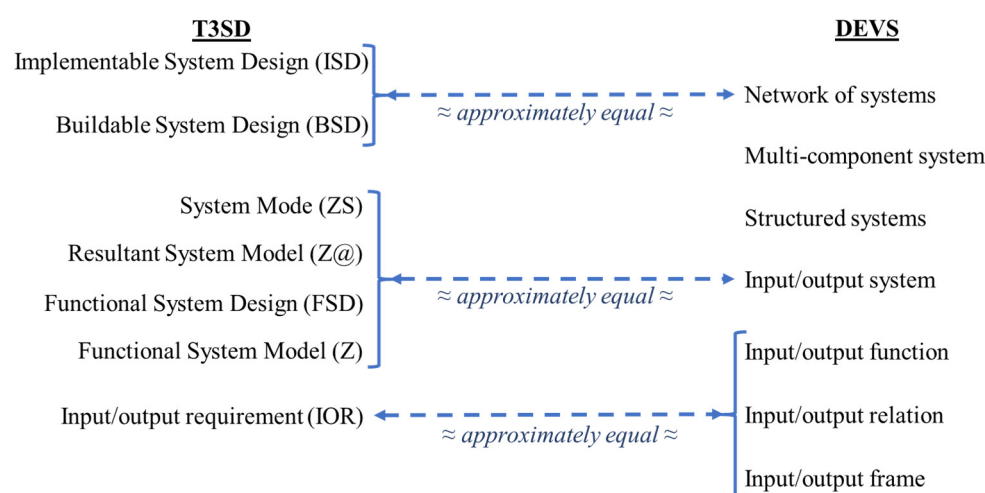 T3SD
Implementable System Design (ISD)
Buildable System Design (BSD)
System Mode (ZS)
Resultant System Model (Z@)
Functional System Design (FSD)
Functional System Model (Z)
Input/output requirement (IOR)
≈ approximately equal ≈
≈ approximately equal ≈
≈ approximately equal ≈
DEVS
Network of systems
Multi-component system
Structured systems
Input/output system
Input/output function
Input/output relation
Input/output frame